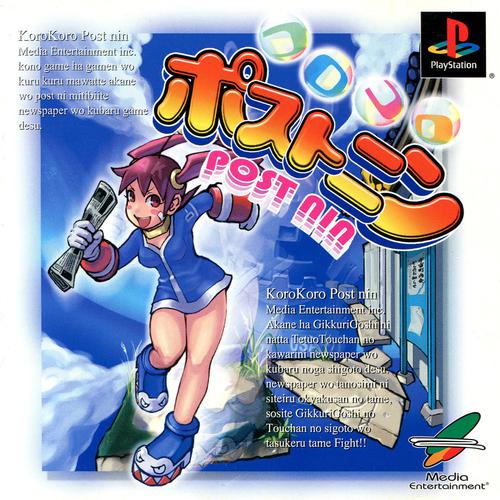 KoroKoro Post nin
Media Entertainment inc.
kono game ha gamen wo
kuru kuru mawatte akane
wo post ni mitibiite
newspaper wo kubaru game
desu.
コロコロ
ポストニン
POST NIN
PlayStation
®
KoroKoro Post nin
Media Entertainment inc.
Akane ha GikkuriGoshi ni
natta TetuoTouchan no
kawarini newspaper wo
kubaru noga shigoto desu.
newspaper wo tanosimi ni
siteiru okyakusan no tame,
sosite GikkuriGoshi no
Touchan no sigoto wo
tasukeru tame Fight!!
Media
Entertainment®